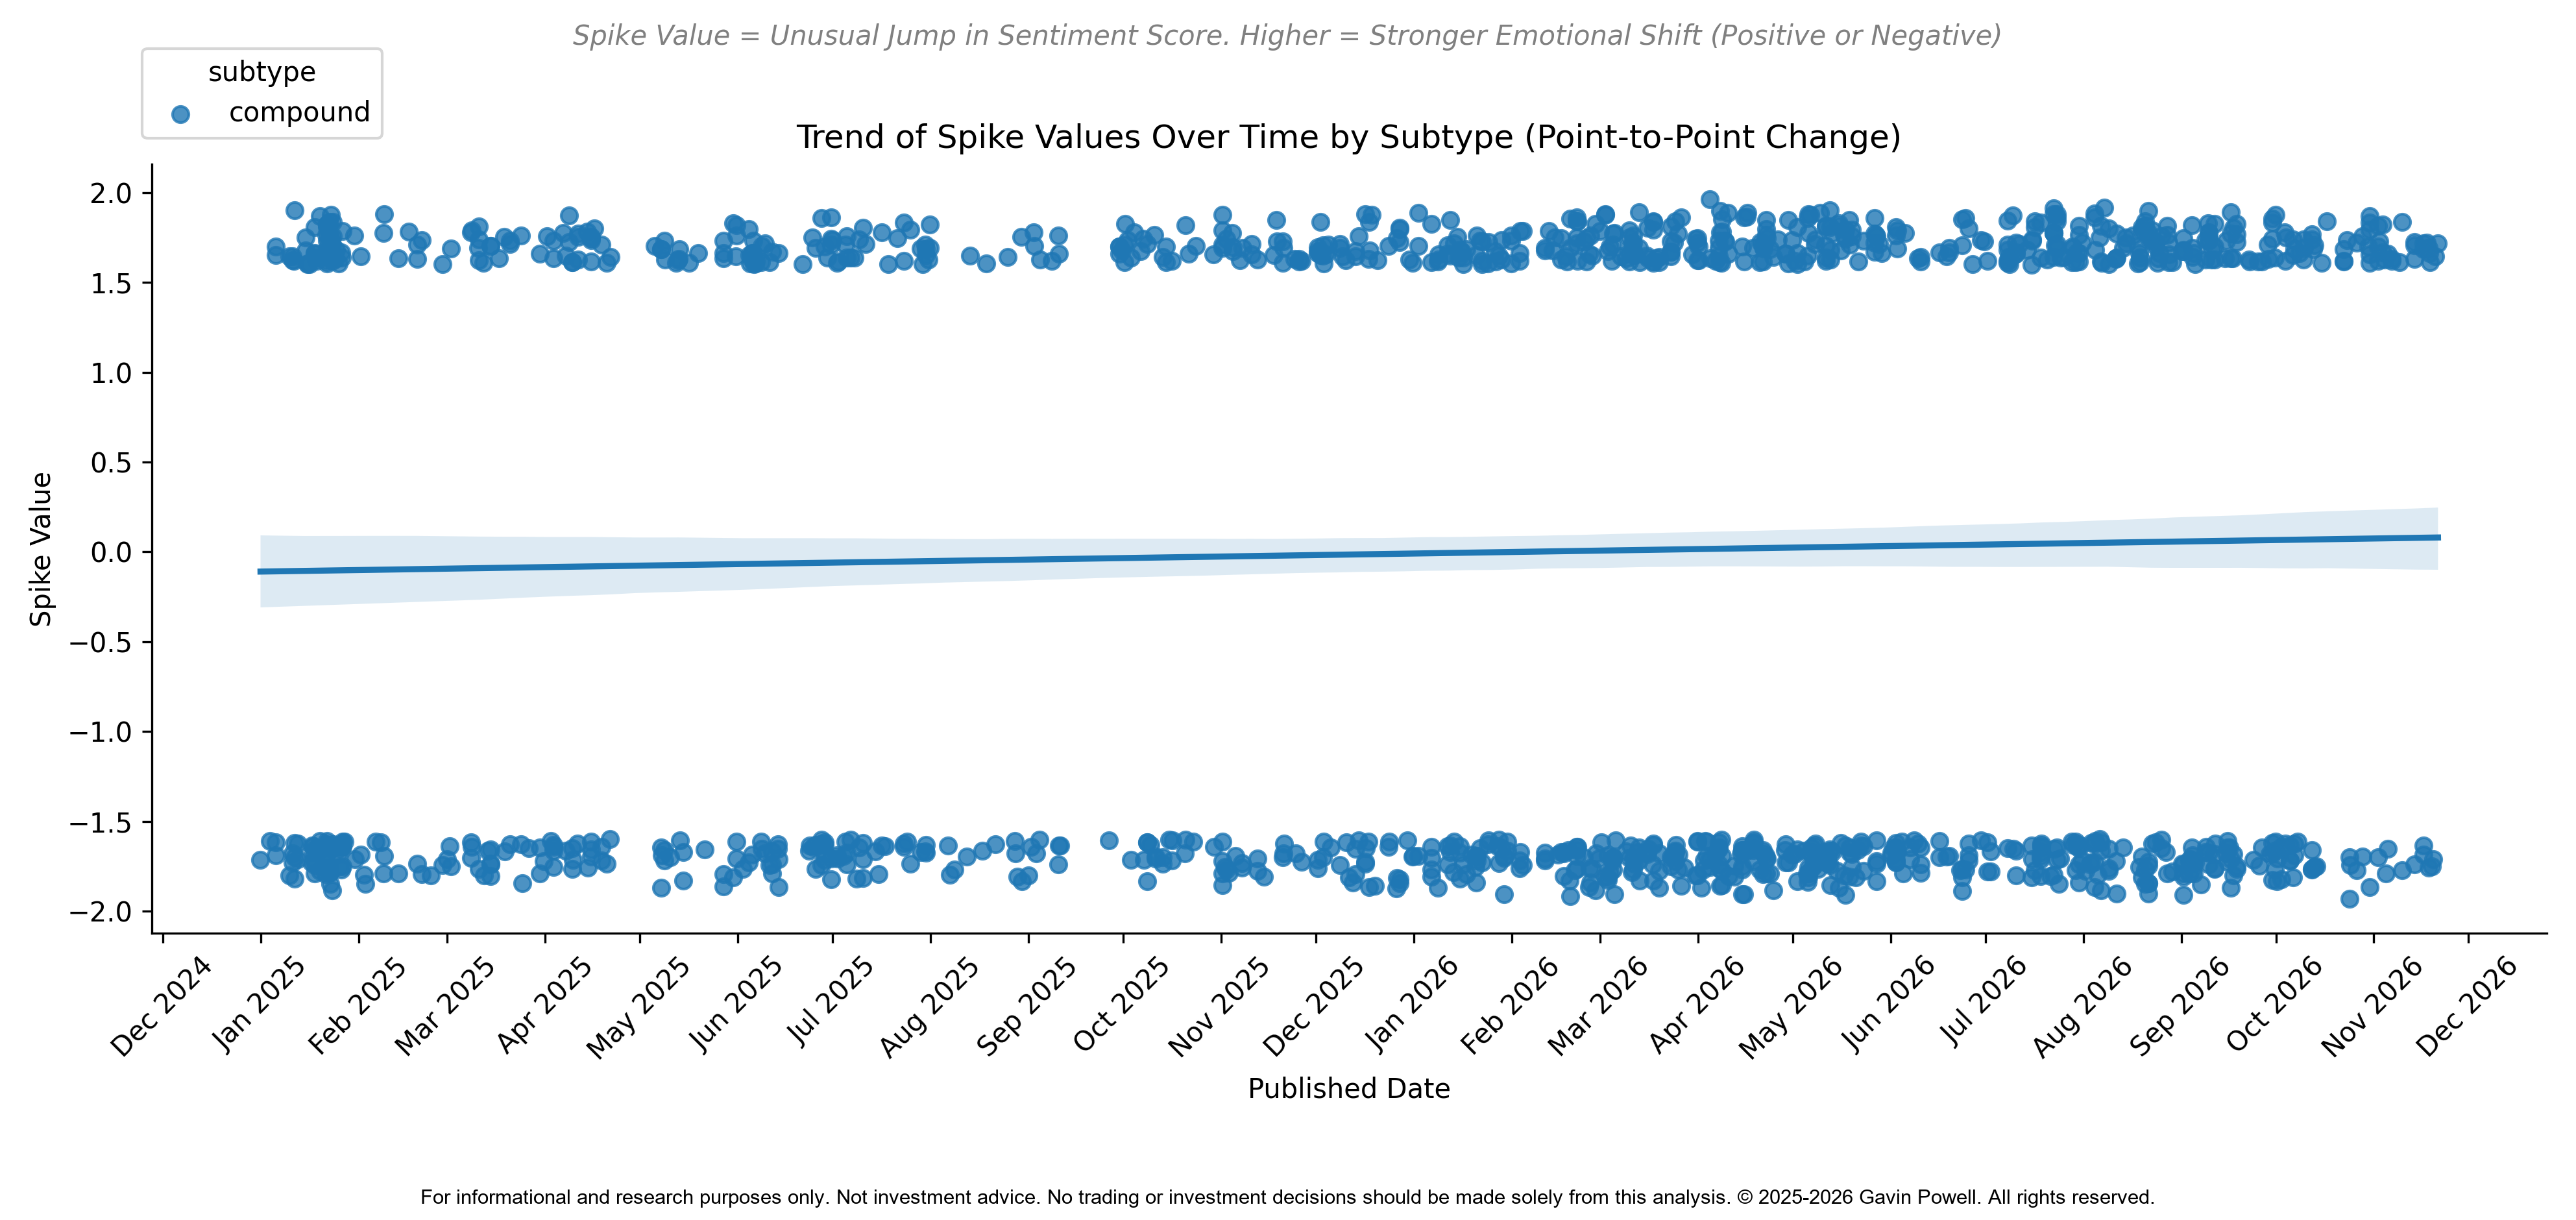 Spike Value = Unusual Jump in Sentiment Score. Higher = Stronger Emotional Shift (Positive or Negative)
subtype
compound
Trend of Spike Values Over Time by Subtype (Point-to-Point Change)
Spike Value
2.0
1.5
1.0
0.5
0.0
−0.5
−1.0
−1.5
−2.0
Dec 2024
Jan 2025
Feb 2025
Mar 2025
Apr 2025
May 2025
Jun 2025
Jul 2025
Aug 2025
Sep 2025
Oct 2025
Nov 2025
Dec 2025
Jan 2026
Feb 2026
Mar 2026
Apr 2026
May 2026
Jun 2026
Jul 2026
Aug 2026
Sep 2026
Oct 2026
Nov 2026
Dec 2026
Published Date
For informational and research purposes only. Not investment advice. No trading or investment decisions should be made solely from this analysis. © 2025-2026 Gavin Powell. All rights reserved.